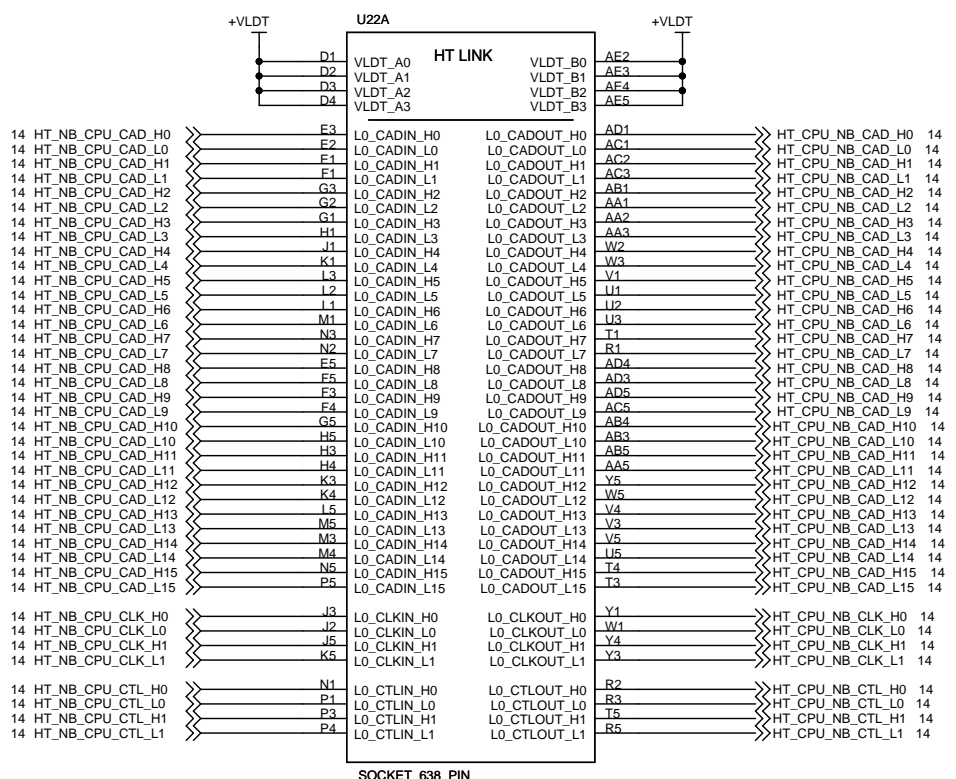 +VLDT U22A +VLDT
HT LINK
D1 VLDT_A0 VLDT_B0 AE2
D2 VLDT_A1 VLDT_B1 AE3
D3 VLDT_A2 VLDT_B2 AE4
D4 VLDT_A3 VLDT_B3 AE5
14 HT_NB_CPU_CAD_H0 E3 L0_CADIN_H0 L0_CADOUT_H0 AD1 HT_CPU_NB_CAD_H0 14
14 HT_NB_CPU_CAD_L0 E2 L0_CADIN_L0 L0_CADOUT_L0 AC1 HT_CPU_NB_CAD_L0 14
14 HT_NB_CPU_CAD_H1 E1 L0_CADIN_H1 L0_CADOUT_H1 AC2 HT_CPU_NB_CAD_H1 14
14 HT_NB_CPU_CAD_L1 F1 L0_CADIN_L1 L0_CADOUT_L1 AC3 HT_CPU_NB_CAD_L1 14
14 HT_NB_CPU_CAD_H2 G3 L0_CADIN_H2 L0_CADOUT_H2 AB1 HT_CPU_NB_CAD_H2 14
14 HT_NB_CPU_CAD_L2 G2 L0_CADIN_L2 L0_CADOUT_L2 AA1 HT_CPU_NB_CAD_L2 14
14 HT_NB_CPU_CAD_H3 G1 L0_CADIN_H3 L0_CADOUT_H3 AA2 HT_CPU_NB_CAD_H3 14
14 HT_NB_CPU_CAD_L3 H1 L0_CADIN_L3 L0_CADOUT_L3 AA3 HT_CPU_NB_CAD_L3 14
14 HT_NB_CPU_CAD_H4 J1 L0_CADIN_H4 L0_CADOUT_H4 W2 HT_CPU_NB_CAD_H4 14
14 HT_NB_CPU_CAD_L4 K1 L0_CADIN_L4 L0_CADOUT_L4 W3 HT_CPU_NB_CAD_L4 14
14 HT_NB_CPU_CAD_H5 L3 L0_CADIN_H5 L0_CADOUT_H5 V1 HT_CPU_NB_CAD_H5 14
14 HT_NB_CPU_CAD_L5 L2 L0_CADIN_L5 L0_CADOUT_L5 U1 HT_CPU_NB_CAD_L5 14
14 HT_NB_CPU_CAD_H6 L1 L0_CADIN_H6 L0_CADOUT_H6 U2 HT_CPU_NB_CAD_H6 14
14 HT_NB_CPU_CAD_L6 M1 L0_CADIN_L6 L0_CADOUT_L6 U3 HT_CPU_NB_CAD_L6 14
14 HT_NB_CPU_CAD_H7 N3 L0_CADIN_H7 L0_CADOUT_H7 T1 HT_CPU_NB_CAD_H7 14
14 HT_NB_CPU_CAD_L7 N2 L0_CADIN_L7 L0_CADOUT_L7 R1 HT_CPU_NB_CAD_L7 14
14 HT_NB_CPU_CAD_H8 E5 L0_CADIN_H8 L0_CADOUT_H8 AD4 HT_CPU_NB_CAD_H8 14
14 HT_NB_CPU_CAD_L8 F5 L0_CADIN_L8 L0_CADOUT_L8 AD3 HT_CPU_NB_CAD_L8 14
14 HT_NB_CPU_CAD_H9 F3 L0_CADIN_H9 L0_CADOUT_H9 AD5 HT_CPU_NB_CAD_H9 14
14 HT_NB_CPU_CAD_L9 F4 L0_CADIN_L9 L0_CADOUT_L9 AC5 HT_CPU_NB_CAD_L9 14
14 HT_NB_CPU_CAD_H10 G5 L0_CADIN_H10 L0_CADOUT_H10 AB4 HT_CPU_NB_CAD_H10 14
14 HT_NB_CPU_CAD_L10 H5 L0_CADIN_L10 L0_CADOUT_L10 AB3 HT_CPU_NB_CAD_L10 14
14 HT_NB_CPU_CAD_H11 H3 L0_CADIN_H11 L0_CADOUT_H11 AB5 HT_CPU_NB_CAD_H11 14
14 HT_NB_CPU_CAD_L11 H4 L0_CADIN_L11 L0_CADOUT_L11 AA5 HT_CPU_NB_CAD_L11 14
14 HT_NB_CPU_CAD_H12 K3 L0_CADIN_H12 L0_CADOUT_H12 Y5 HT_CPU_NB_CAD_H12 14
14 HT_NB_CPU_CAD_L12 K4 L0_CADIN_L12 L0_CADOUT_L12 W5 HT_CPU_NB_CAD_L12 14
14 HT_NB_CPU_CAD_H13 L5 L0_CADIN_H13 L0_CADOUT_H13 V4 HT_CPU_NB_CAD_H13 14
14 HT_NB_CPU_CAD_L13 M5 L0_CADIN_L13 L0_CADOUT_L13 V3 HT_CPU_NB_CAD_L13 14
14 HT_NB_CPU_CAD_H14 M3 L0_CADIN_H14 L0_CADOUT_H14 V5 HT_CPU_NB_CAD_H14 14
14 HT_NB_CPU_CAD_L14 M4 L0_CADIN_L14 L0_CADOUT_L14 U5 HT_CPU_NB_CAD_L14 14
14 HT_NB_CPU_CAD_H15 N5 L0_CADIN_H15 L0_CADOUT_H15 T4 HT_CPU_NB_CAD_H15 14
14 HT_NB_CPU_CAD_L15 P5 L0_CADIN_L15 L0_CADOUT_L15 T3 HT_CPU_NB_CAD_L15 14
14 HT_NB_CPU_CLK_H0 J3 L0_CLKIN_H0 L0_CLKOUT_H0 Y1 HT_CPU_NB_CLK_H0 14
14 HT_NB_CPU_CLK_L0 J2 L0_CLKIN_L0 L0_CLKOUT_L0 W1 HT_CPU_NB_CLK_L0 14
14 HT_NB_CPU_CLK_H1 J5 L0_CLKIN_H1 L0_CLKOUT_H1 Y4 HT_CPU_NB_CLK_H1 14
14 HT_NB_CPU_CLK_L1 K5 L0_CLKIN_L1 L0_CLKOUT_L1 Y3 HT_CPU_NB_CLK_L1 14
14 HT_NB_CPU_CTL_H0 N1 L0_CTLIN_H0 L0_CTLOUT_H0 R2 HT_CPU_NB_CTL_H0 14
14 HT_NB_CPU_CTL_L0 P1 L0_CTLIN_L0 L0_CTLOUT_L0 R3 HT_CPU_NB_CTL_L0 14
14 HT_NB_CPU_CTL_H1 P3 L0_CTLIN_H1 L0_CTLOUT_H1 T5 HT_CPU_NB_CTL_H1 14
14 HT_NB_CPU_CTL_L1 P4 L0_CTLIN_L1 L0_CTLOUT_L1 R5 HT_CPU_NB_CTL_L1 14
SOCKET_638_PIN